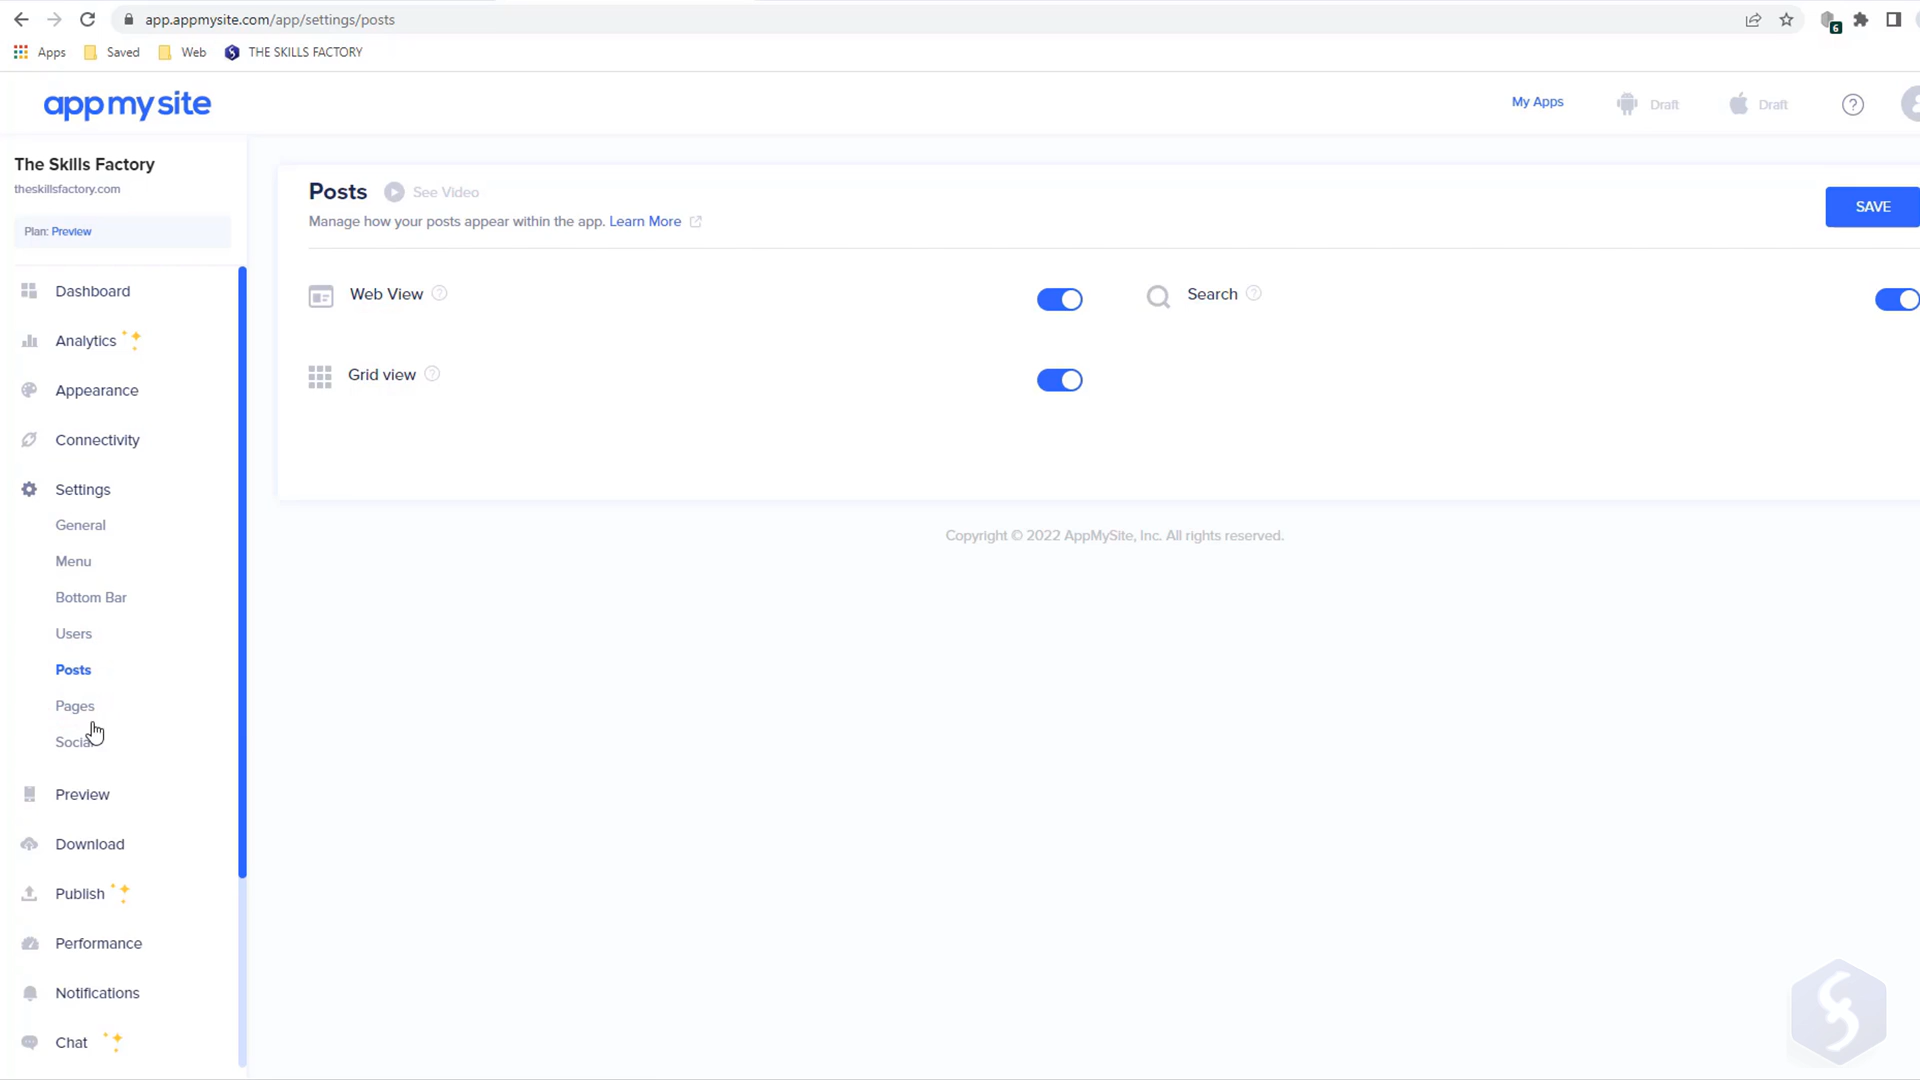 app.appmysite.com/app/settings/posts
6
Apps
Saved
Web
THE SKILLS FACTORY
appmysite
My Apps
Draft
Draft
?
The Skills Factory
theskillsfactory.com
Plan: Preview
Posts
See Video
Manage how your posts appear within the app. Learn More
SAVE
Web View ?
Search ?
Grid view ?
Dashboard
Analytics
Appearance
Connectivity
Settings
General
Menu
Bottom Bar
Users
Posts
Pages
Social
Preview
Download
Publish
Performance
Notifications
Chat
Copyright © 2022 AppMySite, Inc. All rights reserved.